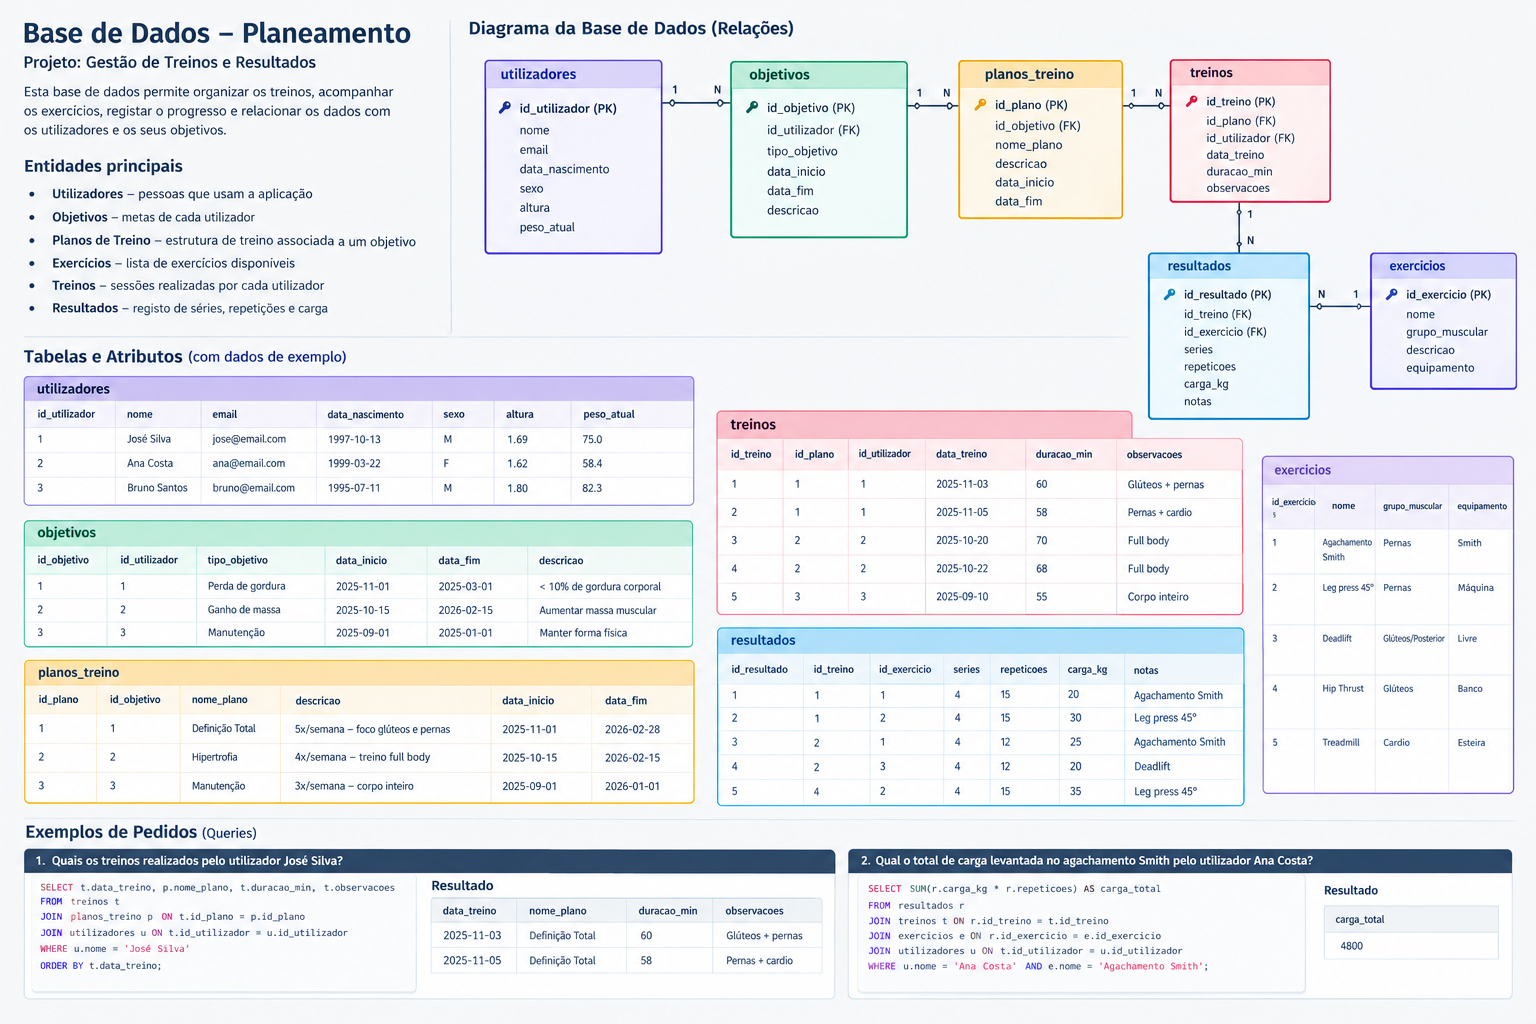 Base de Dados – Planeamento
Projeto: Gestão de Treinos e Resultados
Esta base de dados permite organizar os treinos, acompanhar
os exercícios, registar o progresso e relacionar os dados com
os utilizadores e os seus objetivos.
Entidades principais
• Utilizadores – pessoas que usam a aplicação
• Objetivos – metas de cada utilizador
• Planos de Treino – estrutura de treino associada a um objetivo
• Exercícios – lista de exercícios disponíveis
• Treinos – sessões realizadas por cada utilizador
• Resultados – registo de séries, repetições e carga
Diagrama da Base de Dados (Relações)
utilizadores
id_utilizador (PK)
nome
email
data_nascimento
sexo
altura
peso_atual
1 N
objetivos
id_objetivo (PK)
id_utilizador (FK)
tipo_objetivo
data_inicio
data_fim
descricao
1 N
planos_treino
id_plano (PK)
id_objetivo (FK)
nome_plano
descricao
data_inicio
data_fim
1 N
treinos
id_treino (PK)
id_plano (FK)
id_utilizador (FK)
data_treino
duracao_min
observacoes
1
N
resultados
id_resultado (PK)
id_treino (FK)
id_exercicio (FK)
series
repeticoes
carga_kg
notas
N 1
exercicios
id_exercicio (PK)
nome
grupo_muscular
descricao
equipamento
Tabelas e Atributos (com dados de exemplo)
utilizadores
id_utilizador nome email data_nascimento sexo altura peso_atual
1 José Silva jose@email.com 1997-10-13 M 1.69 75.0
2 Ana Costa ana@email.com 1999-03-22 F 1.62 58.4
3 Bruno Santos bruno@email.com 1995-07-11 M 1.80 82.3
objetivos
id_objetivo id_utilizador tipo_objetivo data_inicio data_fim descricao
1 1 Perda de gordura 2025-11-01 2025-03-01 < 10% de gordura corporal
2 2 Ganho de massa 2025-10-15 2026-02-15 Aumentar massa muscular
3 3 Manutenção 2025-09-01 2025-01-01 Manter forma física
planos_treino
id_plano id_objetivo nome_plano descricao data_inicio data_fim
1 1 Definição Total 5x/semana – foco glúteos e pernas 2025-11-01 2026-02-28
2 2 Hipertrofia 4x/semana – treino full body 2025-10-15 2026-02-15
3 3 Manutenção 3x/semana – corpo inteiro 2025-09-01 2026-01-01
treinos
id_treino id_plano id_utilizador data_treino duracao_min observacoes
1 1 1 2025-11-03 60 Glúteos + pernas
2 1 1 2025-11-05 58 Pernas + cardio
3 2 2 2025-10-20 70 Full body
4 2 2 2025-10-22 68 Full body
5 3 3 2025-09-10 55 Corpo inteiro
resultados
id_resultado id_treino id_exercicio series repeticoes carga_kg notas
1 1 1 4 15 20 Agachamento Smith
2 1 2 4 15 30 Leg press 45°
3 2 1 4 12 25 Agachamento Smith
4 2 3 4 12 20 Deadlift
5 4 2 4 15 35 Leg press 45°
exercicios
id_exercicio nome grupo_muscular equipamento
1 Agachamento Pernas Smith
Smith
2 Leg press 45° Pernas Máquina
3 Deadlift Glúteos/Posterior Livre
4 Hip Thrust Glúteos Banco
5 Treadmill Cardio Esteira
Exemplos de Pedidos (Queries)
1. Quais os treinos realizados pelo utilizador José Silva?
SELECT t.data_treino, p.nome_plano, t.duracao_min, t.observacoes
FROM treinos t
JOIN planos_treino p ON t.id_plano = p.id_plano
JOIN utilizadores u ON t.id_utilizador = u.id_utilizador
WHERE u.nome = 'José Silva'
ORDER BY t.data_treino;
Resultado
data_treino nome_plano duracao_min observacoes
2025-11-03 Definição Total 60 Glúteos + pernas
2025-11-05 Definição Total 58 Pernas + cardio
2. Qual o total de carga levantada no agachamento Smith pelo utilizador Ana Costa?
SELECT SUM(r.carga_kg * r.repeticoes) AS carga_total
FROM resultados r
JOIN treinos t ON r.id_treino = t.id_treino
JOIN exercicios e ON r.id_exercicio = e.id_exercicio
JOIN utilizadores u ON t.id_utilizador = u.id_utilizador
WHERE u.nome = 'Ana Costa' AND e.nome = 'Agachamento Smith';
Resultado
carga_total
4800